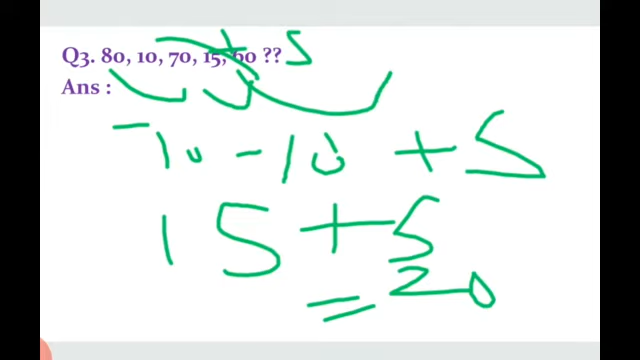 Q3. 80, 10, 70, 15, 60 ??
+5
Ans :
-10 -10 +5
15+5
=20